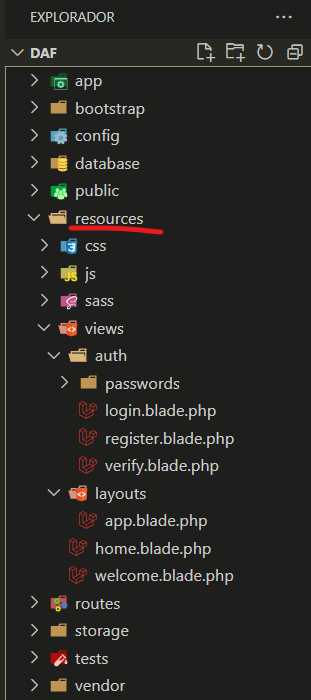 EXPLORADOR
DAF
app
bootstrap
config
database
public
resources
css
js
sass
views
auth
passwords
login.blade.php
register.blade.php
verify.blade.php
layouts
app.blade.php
home.blade.php
welcome.blade.php
routes
storage
tests
vendor